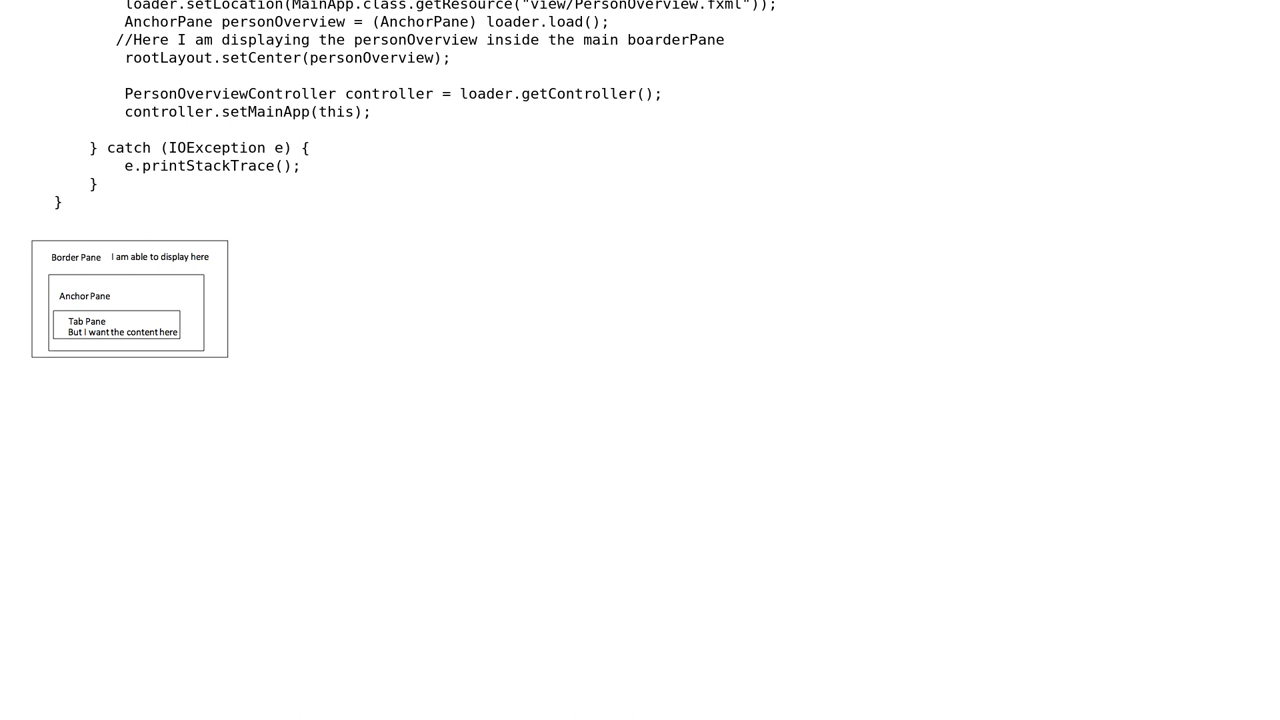 loader.setLocation(MainApp.class.getResource("view/PersonOverview.fxml"));
AnchorPane personOverview = (AnchorPane) loader.load();
//Here I am displaying the personOverview inside the main boarderPane
rootLayout.setCenter(personOverview);
PersonOverviewController controller = loader.getController();
controller.setMainApp(this);
} catch (IOException e) {
e.printStackTrace();
}
}
Border Pane I am able to display here
Anchor Pane
Tab Pane
But I want the content here